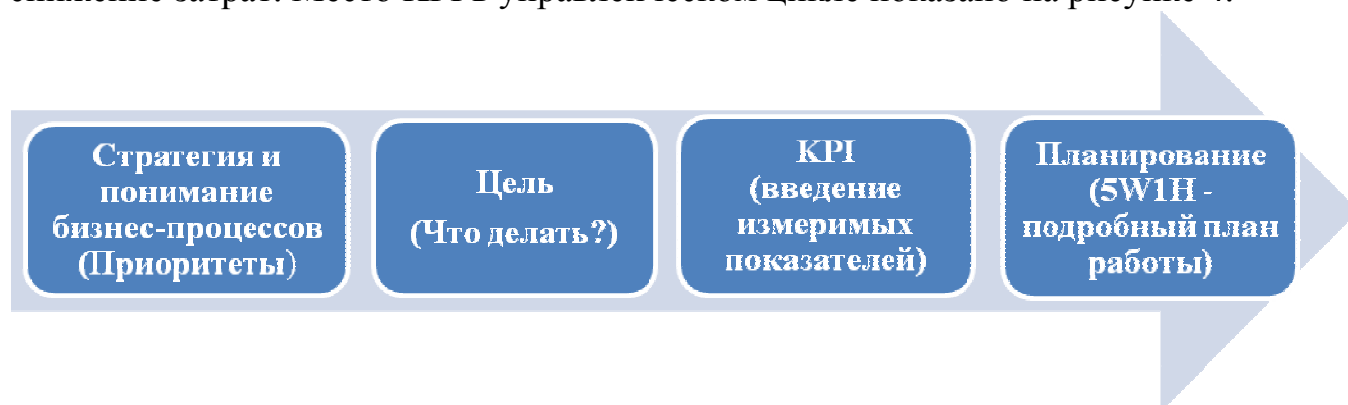 Стратегия и
понимание
бизнес-процессов
(Приоритеты)
Цель
(Что делать?)
KPI
(введение
измеримых
показателей)
Планирование
(5W1H -
подробный план
работы)